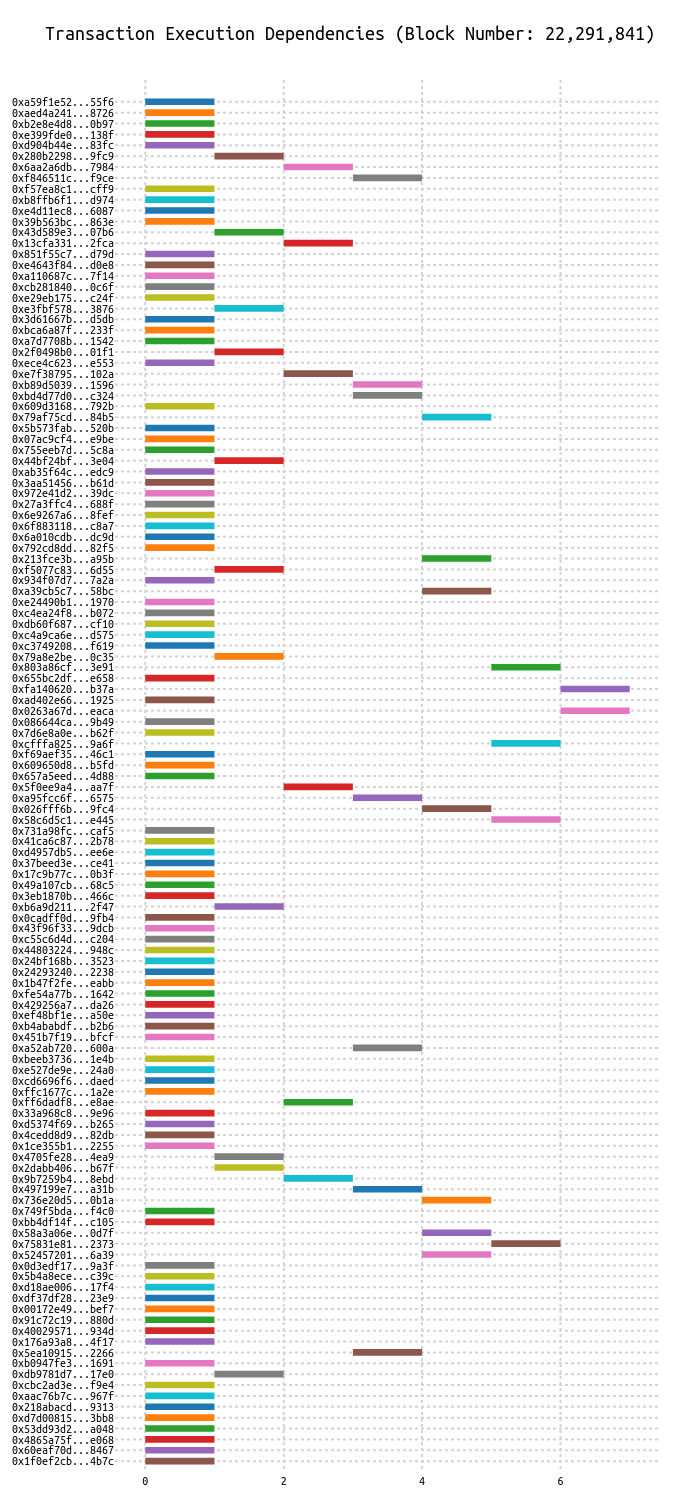 Transaction Execution Dependencies (Block Number: 22,291,841)
0xa59f1e52...55f6
0xaed4a241...8726
0xb2e8e4d8...0b97
0xe399fde0...138f
0xd904b44e...83fc
0x280b2298...9fc9
0x6aa2a6db...7984
0xf846511c...f9ce
0xf57ea8c1...cff9
0xb8ffb6f1...d974
0xe4d11ec8...6087
0x39b563bc...863e
0x43d589e3...07b6
0x13cfa331...2fca
0x851f55c7...d79d
0xe4643f84...d0e8
0xa110687c...7f14
0xcb281840...0c6f
0xe29eb175...c24f
0xe3fbf578...3876
0x3d61667b...d5db
0xbca6a87f...233f
0xa7d7708b...1542
0x2f0498b0...01f1
0xece4c623...e553
0xe7f38795...102a
0xb89d5039...1596
0xbd4d77d0...c324
0x609d3168...792b
0x79af75cd...84b5
0x5b573fab...520b
0x07ac9cf4...e9be
0x755eeb7d...5c8a
0x44bf24bf...3e04
0xab35f64c...edc9
0x3aa51456...b61d
0x972e41d2...39dc
0x27a3ffc4...688f
0x6e9267a6...8fef
0x6f883118...c8a7
0x6a010cdb...dc9d
0x792cd8dd...82f5
0x213fce3b...a95b
0xf5077c83...6d55
0x934f07d7...7a2a
0xa39cb5c7...58bc
0xe24490b1...1970
0xc4ea24f8...b072
0xdb60f687...cf10
0xc4a9ca6e...d575
0xc3749208...f619
0x79a8e2be...0c35
0x803a86cf...3e91
0x655bc2df...e658
0xfa140620...b37a
0xad402e66...1925
0x0263a67d...eaca
0x086644ca...9b49
0x7d6e8a0e...b62f
0xcfffa825...9a6f
0xf69aef35...46c1
0x609650d8...b5fd
0x657a5eed...4d88
0x5f0ee9a4...aa7f
0xa95fcc6f...6575
0x026fff6b...9fc4
0x58c6d5c1...e445
0x731a98fc...caf5
0x41ca6c87...2b78
0xd4957db5...ee6e
0x37beed3e...ce41
0x17c9b77c...0b3f
0x49a107cb...68c5
0x3eb1870b...466c
0xb6a9d211...2f47
0x0cadff0d...9fb4
0x43f96f33...9dcb
0xc55c6d4d...c204
0x44803224...948c
0x24bf168b...3523
0x24293240...2238
0x1b47f2fe...eabb
0xfe54a77b...1642
0x429256a7...da26
0xef48bf1e...a50e
0xb4ababdf...b2b6
0x451b7f19...bfcf
0xa52ab720...600a
0xbeeb3736...1e4b
0xe527de9e...24a0
0xcd6696f6...daed
0xffc1677c...1a2e
0xff6dadf8...e8ae
0x33a968c8...9e96
0xd5374f69...b265
0x4cedd8d9...82db
0x1ce355b1...2255
0x4705fe28...4ea9
0x2dabb406...b67f
0x9b7259b4...8ebd
0x497199e7...a31b
0x736e20d5...0b1a
0x749f5bda...f4c0
0xbb4df14f...c105
0x58a3a06e...0d7f
0x75831e81...2373
0x52457201...6a39
0x0d3edf17...9a3f
0x5b4a8ece...c39c
0xd18ae006...17f4
0xdf37df28...23e9
0x00172e49...bef7
0x91c72c19...880d
0x40029571...934d
0x176a93a8...4f17
0x5ea10915...2266
0xb0947fe3...1691
0xdb9781d7...17e0
0xcbc2ad3e...f9e4
0xaac76b7c...967f
0x218abacd...9313
0xd7d00815...3bb8
0x53dd93d2...a048
0x4865a75f...e068
0x60eaf70d...8467
0x1f0ef2cb...4b7c
0 2 4 6